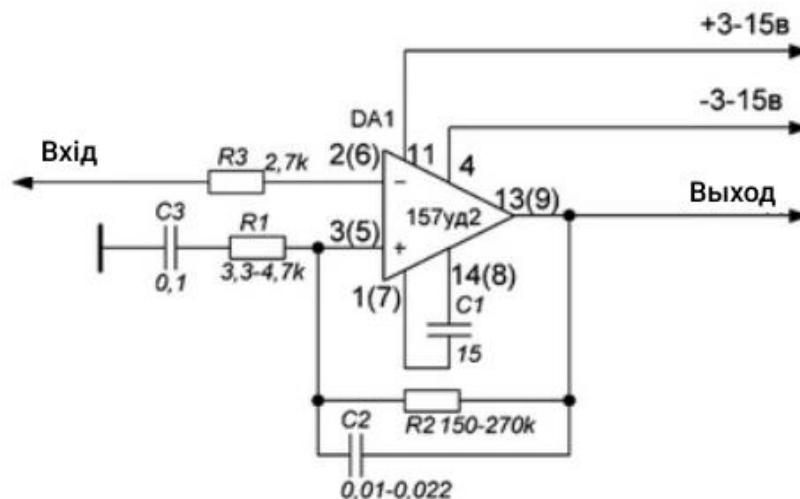 +3-15в
-3-15в
DA1
Вхід
R3
2,7k
2(6)
11
4
−
13(9)
Выход
157уд2
C3
R1
3(5)
+
0,1
3,3-4,7k
14(8)
1(7)
C1
15
C2
R2 150-270k
0,01-0,022